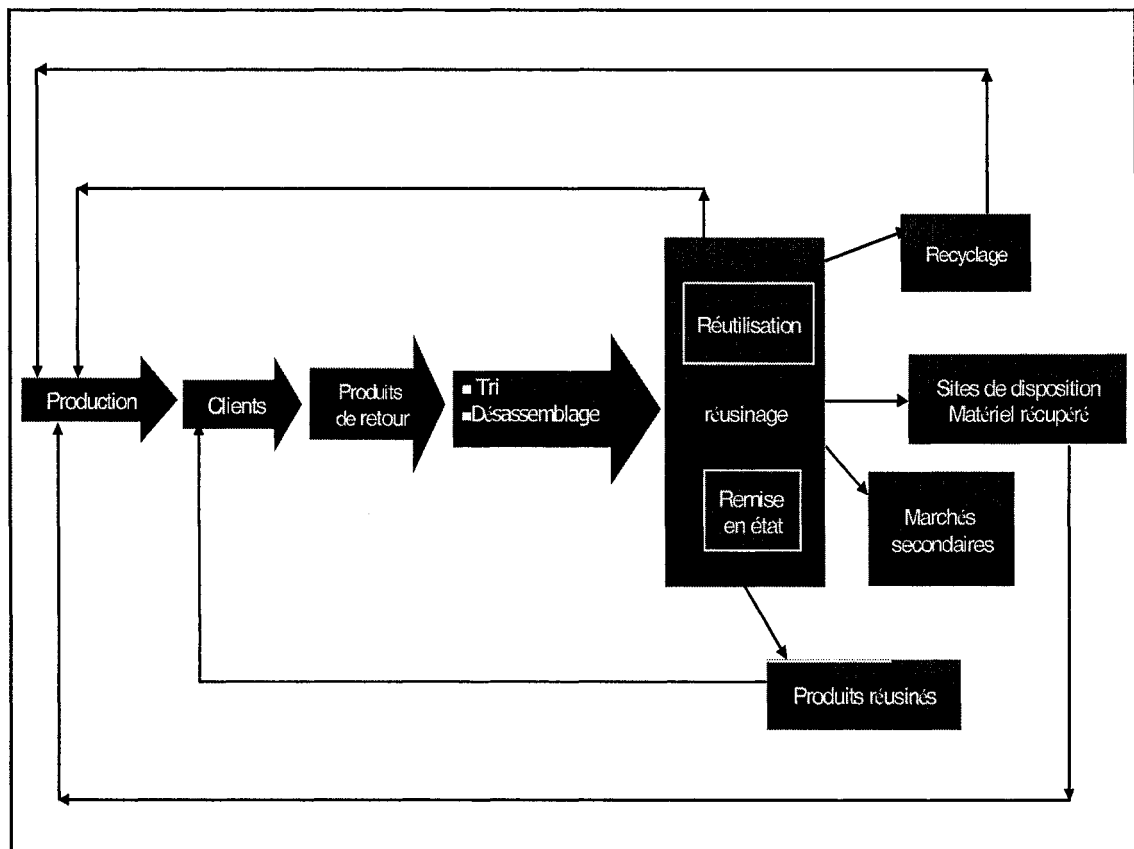 Recyclage
Réutilisation
Production
Clients
Produits
de retour
▪ Tri
▪Désassemblage
réusinage
Sites de disposition
Matériel récupéré
Remise
en état
Marchés
secondaires
Produits réusinés